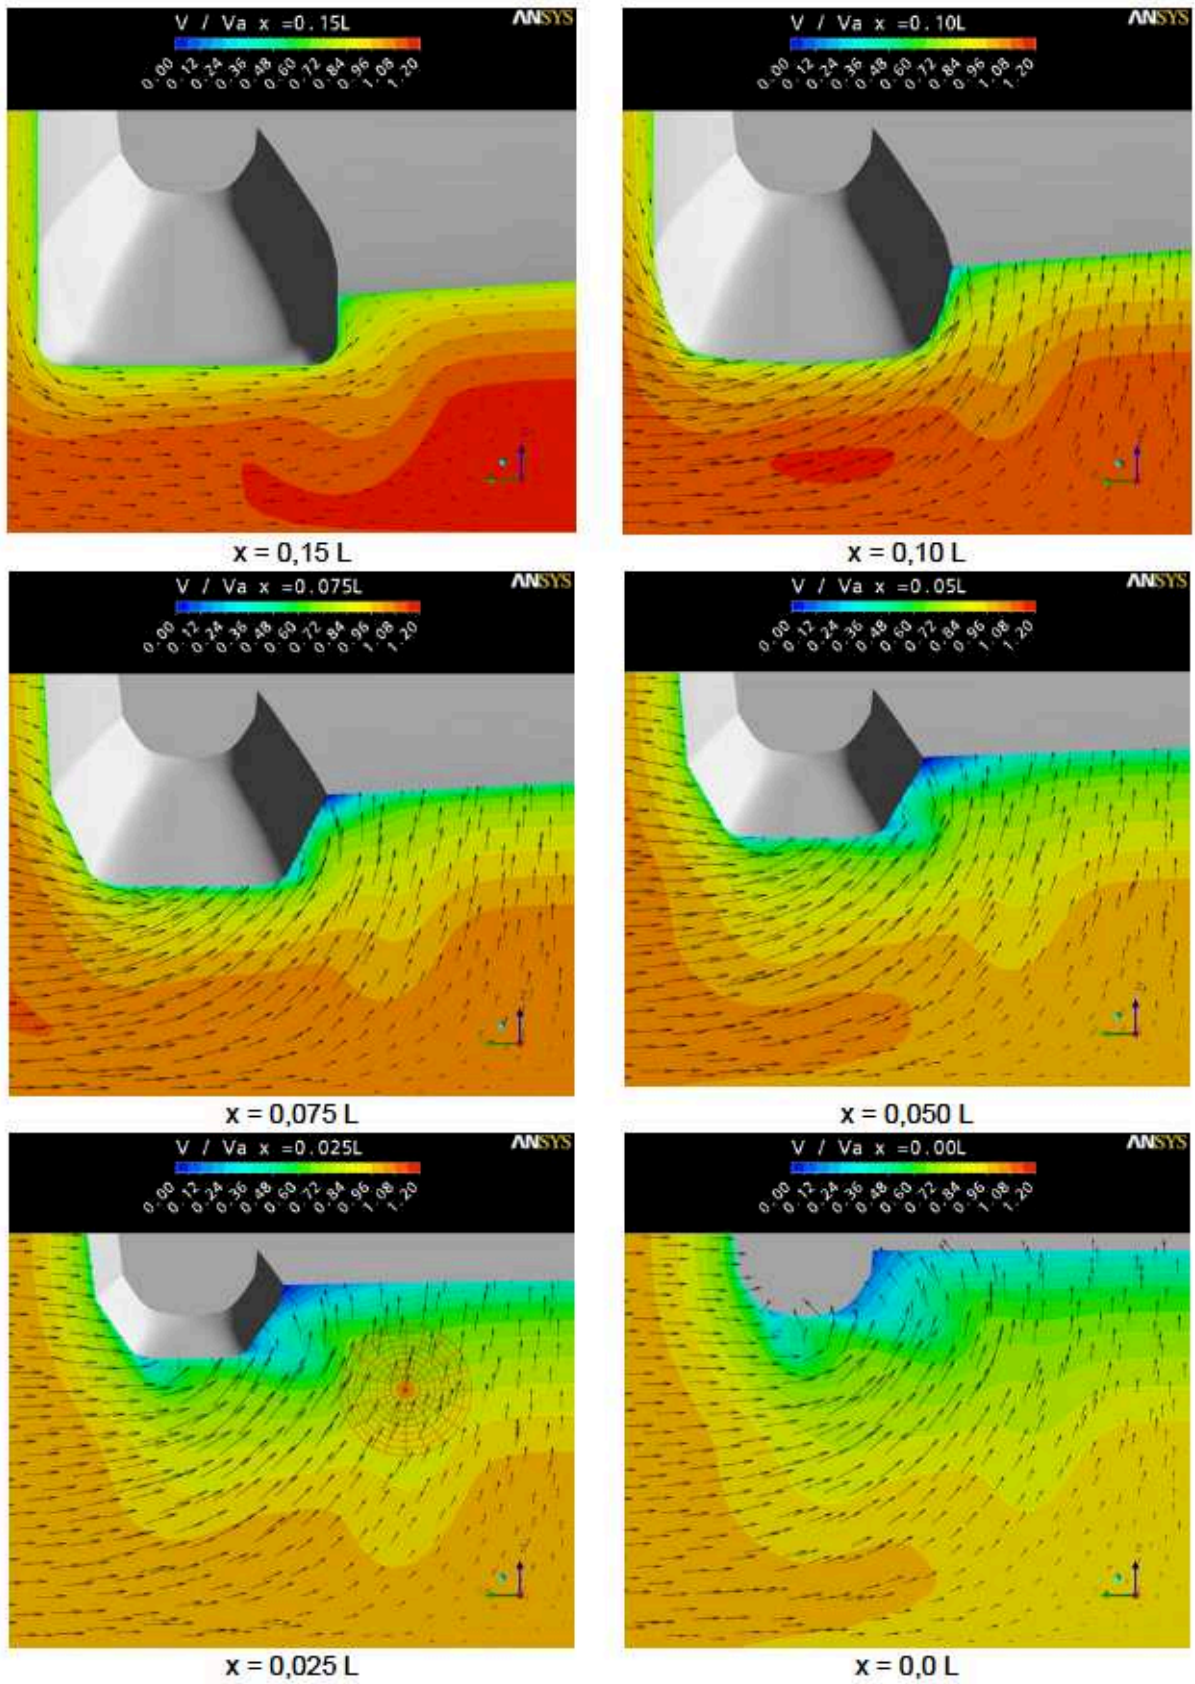 V / Va x =0.15L
ANSYS
0.00 0.12 0.24 0.36 0.48 0.60 0.72 0.84 0.96 1.08 1.20
x = 0,15 L
V / Va x =0.10L
ANSYS
0.00 0.12 0.24 0.36 0.48 0.60 0.72 0.84 0.96 1.08 1.20
x = 0,10 L
V / Va x =0.075L
ANSYS
0.00 0.12 0.24 0.36 0.48 0.60 0.72 0.84 0.96 1.08 1.20
x = 0,075 L
V / Va x =0.05L
ANSYS
0.00 0.12 0.24 0.36 0.48 0.60 0.72 0.84 0.96 1.08 1.20
x = 0,050 L
V / Va x =0.025L
ANSYS
0.00 0.12 0.24 0.36 0.48 0.60 0.72 0.84 0.96 1.08 1.20
x = 0,025 L
V / Va x =0.00L
ANSYS
0.00 0.12 0.24 0.36 0.48 0.60 0.72 0.84 0.96 1.08 1.20
x = 0,0 L